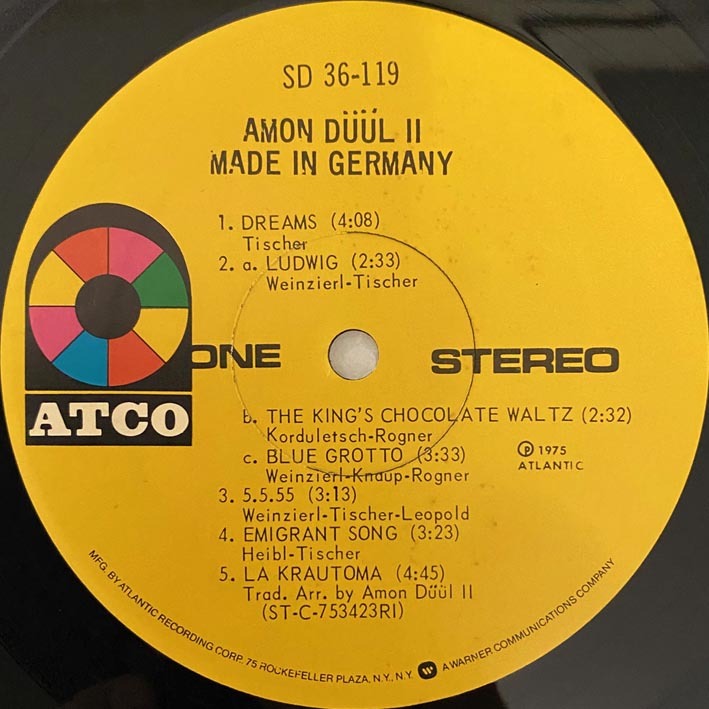 SD 36-119
AMON DÜÜL II
MADE IN GERMANY
1. DREAMS (4:08)
Tischer
2. a. LUDWIG (2:33)
Weinzierl-Tischer
ONE
STEREO
ATCO
b. THE KING'S CHOCOLATE WALTZ (2:32)
Korduletsch-Rogner
c. BLUE GROTTO (3:33)
Weinzierl-Knaup-Rogner
℗ 1975
ATLANTIC
3. 5.5.55 (3:13)
Weinzierl-Tischer-Leopold
4. EMIGRANT SONG (3:23)
Heibl-Tischer
5. LA KRAUTOMA (4:45)
Trad. Arr. by Amon Düül II
(ST-C-753423RI)
MFG. BY ATLANTIC RECORDING CORP. 75 ROCKEFELLER PLAZA, N.Y., N.Y. W A WARNER COMMUNICATIONS COMPANY